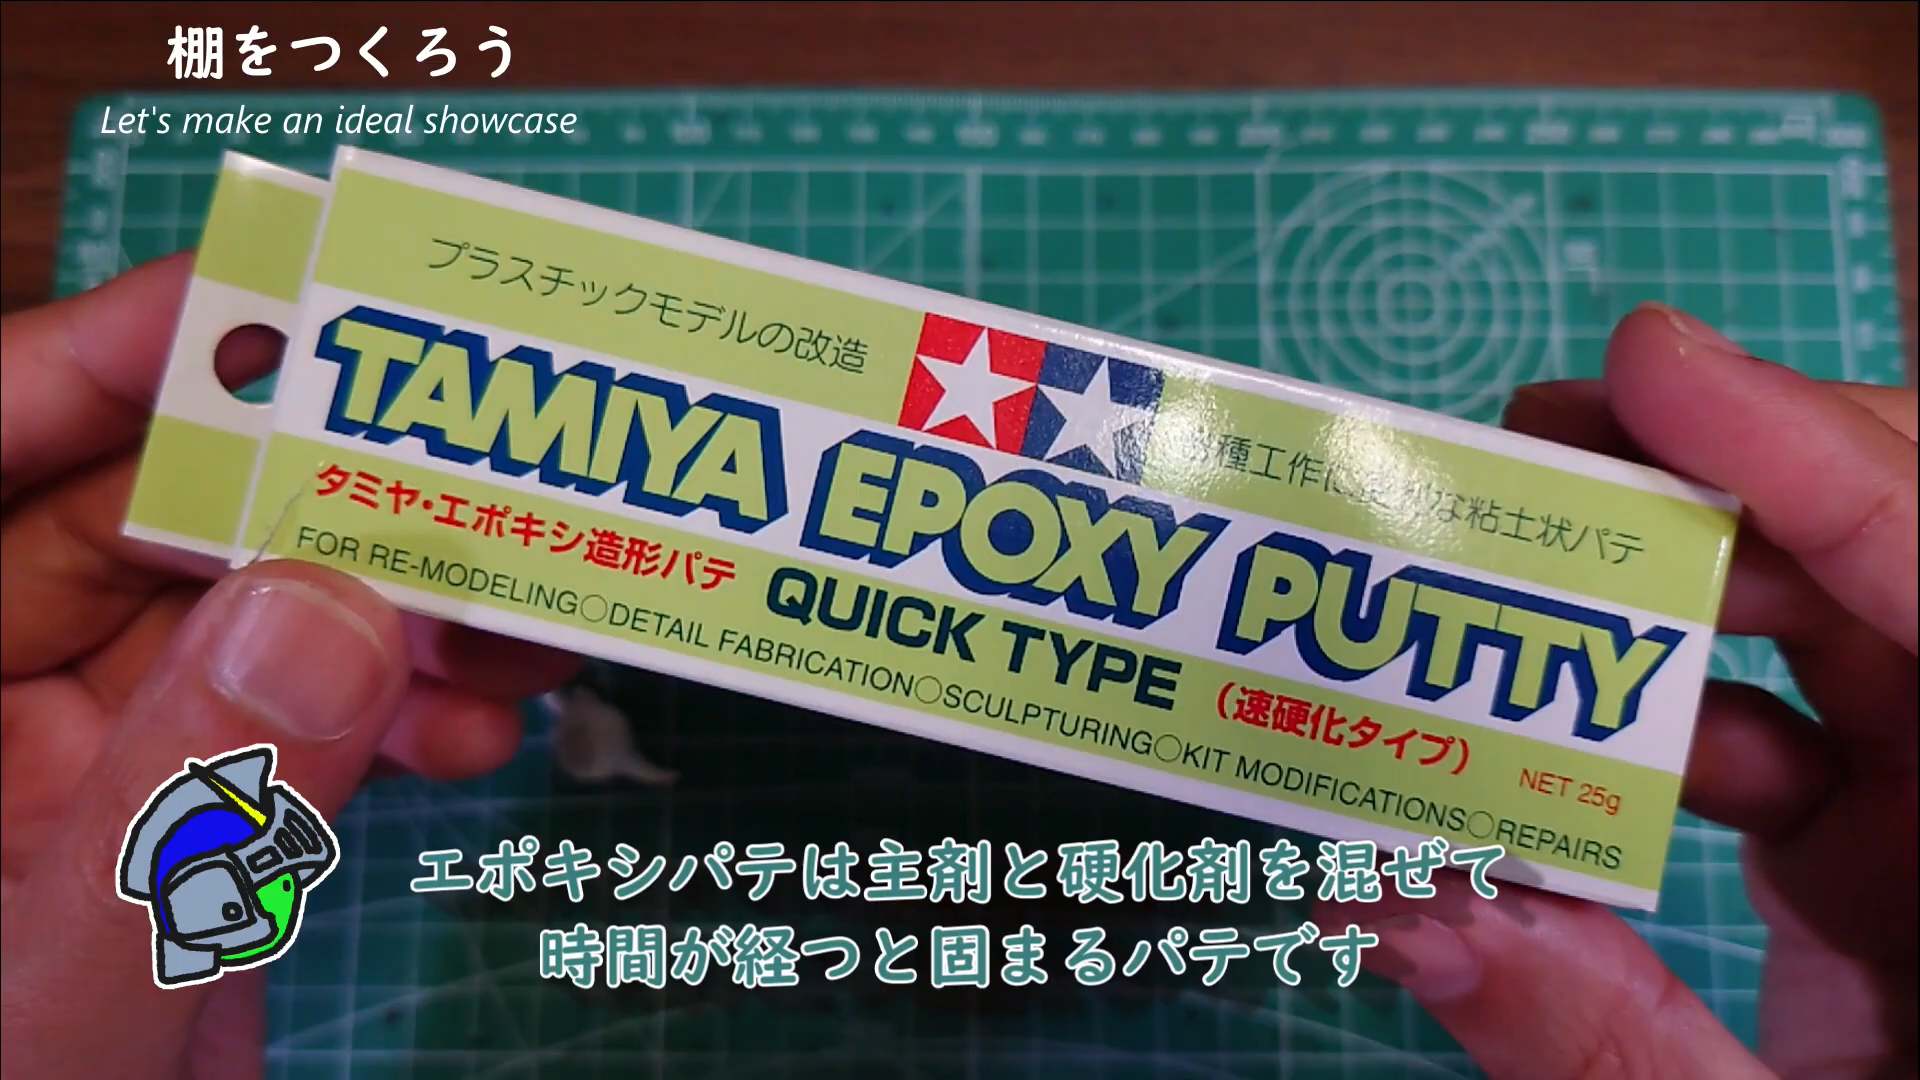 棚をつくろう
Let's make an ideal showcase
プラスチックモデルの改造
種工作に な粘土状パテ
TAMIYA EPOXY PUTTY
タミヤ・エポキシ造形パテ QUICK TYPE (速硬化タイプ)
FOR RE-MODELING○DETAIL FABRICATION○SCULPTURING○KIT MODIFICATIONS○REPAIRS
NET 25g
エポキシパテは主剤と硬化剤を混ぜて
時間が経つと固まるパテです